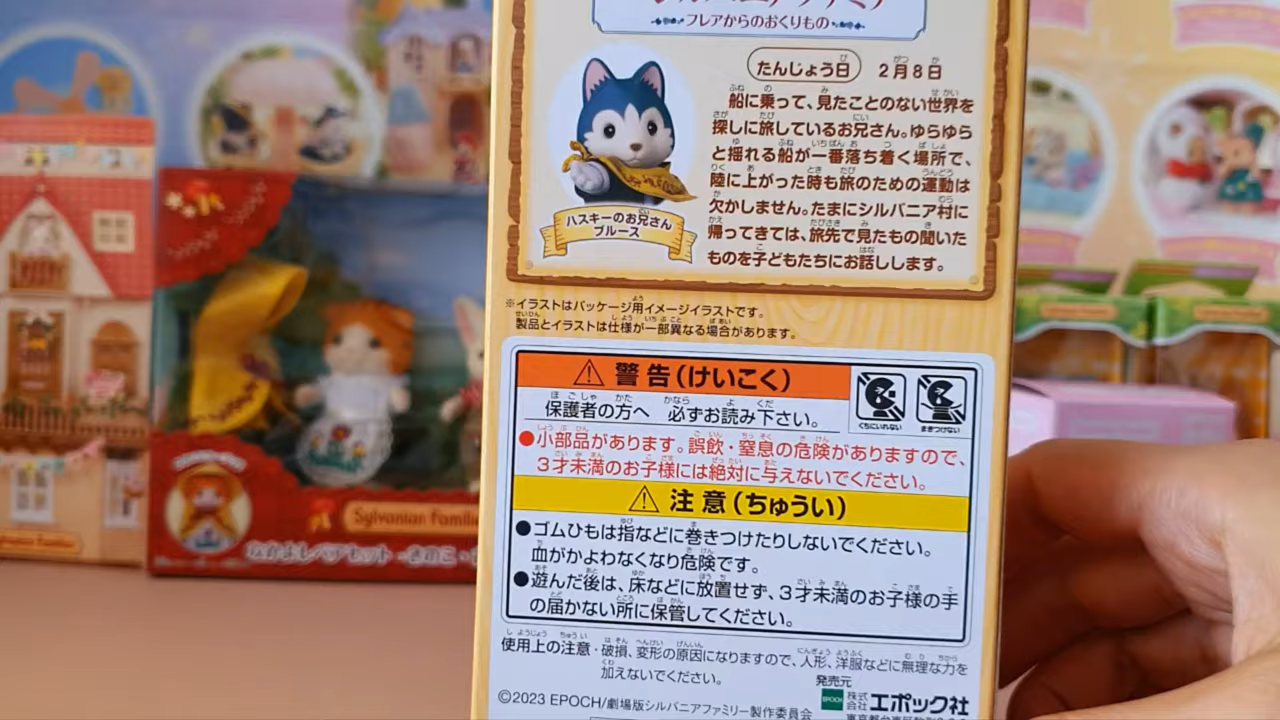 フレアからのおくりもの
たんじょう日 2月8日
船に乗って、見たことのない世界を
探しに旅しているお兄さん。ゆらゆら
と揺れる船が一番落ち着く場所で、
陸に上がった時も旅のための運動は
欠かしません。たまにシルバニア村に
帰ってきては、旅先で見たもの聞いた
ものを子どもたちにお話しします。
ハスキーのお兄さん
ブルース
※イラストはパッケージ用イメージイラストです。
製品とイラストは仕様が一部異なる場合があります。
警告(けいこく)
保護者の方へ 必ずお読み下さい。
くちにいれない まきつけない
●小部品があります。誤飲・窒息の危険がありますので、
3才未満のお子様には絶対に与えないでください。
注意(ちゅうい)
●ゴムひもは指などに巻きつけたりしないでください。
血がかよわなくなり危険です。
●遊んだ後は、床などに放置せず、3才未満のお子様の手
の届かない所に保管してください。
使用上の注意・破損、変形の原因になりますので、人形、洋服などに無理な力を
加えないでください。
発売元
EPOCH 株式会社 エポック社
©2023 EPOCH/劇場版シルバニアファミリー製作委員会
Sylvanian Familie